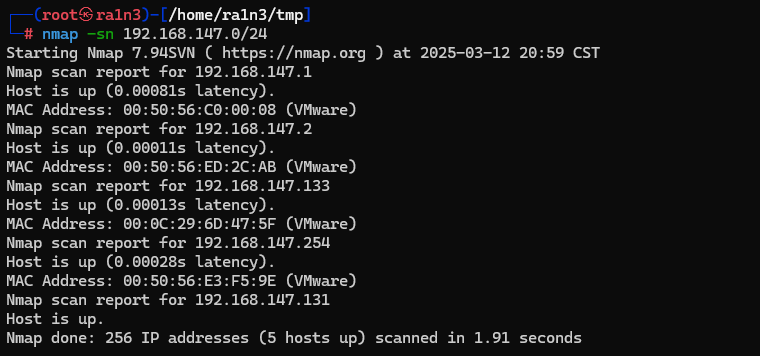 ┌──(root㉿ra1n3)-[/home/ra1n3/tmp]
└─# nmap -sn 192.168.147.0/24
Starting Nmap 7.94SVN ( https://nmap.org ) at 2025-03-12 20:59 CST
Nmap scan report for 192.168.147.1
Host is up (0.00081s latency).
MAC Address: 00:50:56:C0:00:08 (VMware)
Nmap scan report for 192.168.147.2
Host is up (0.00011s latency).
MAC Address: 00:50:56:ED:2C:AB (VMware)
Nmap scan report for 192.168.147.133
Host is up (0.00013s latency).
MAC Address: 00:0C:29:6D:47:5F (VMware)
Nmap scan report for 192.168.147.254
Host is up (0.00028s latency).
MAC Address: 00:50:56:E3:F5:9E (VMware)
Nmap scan report for 192.168.147.131
Host is up.
Nmap done: 256 IP addresses (5 hosts up) scanned in 1.91 seconds